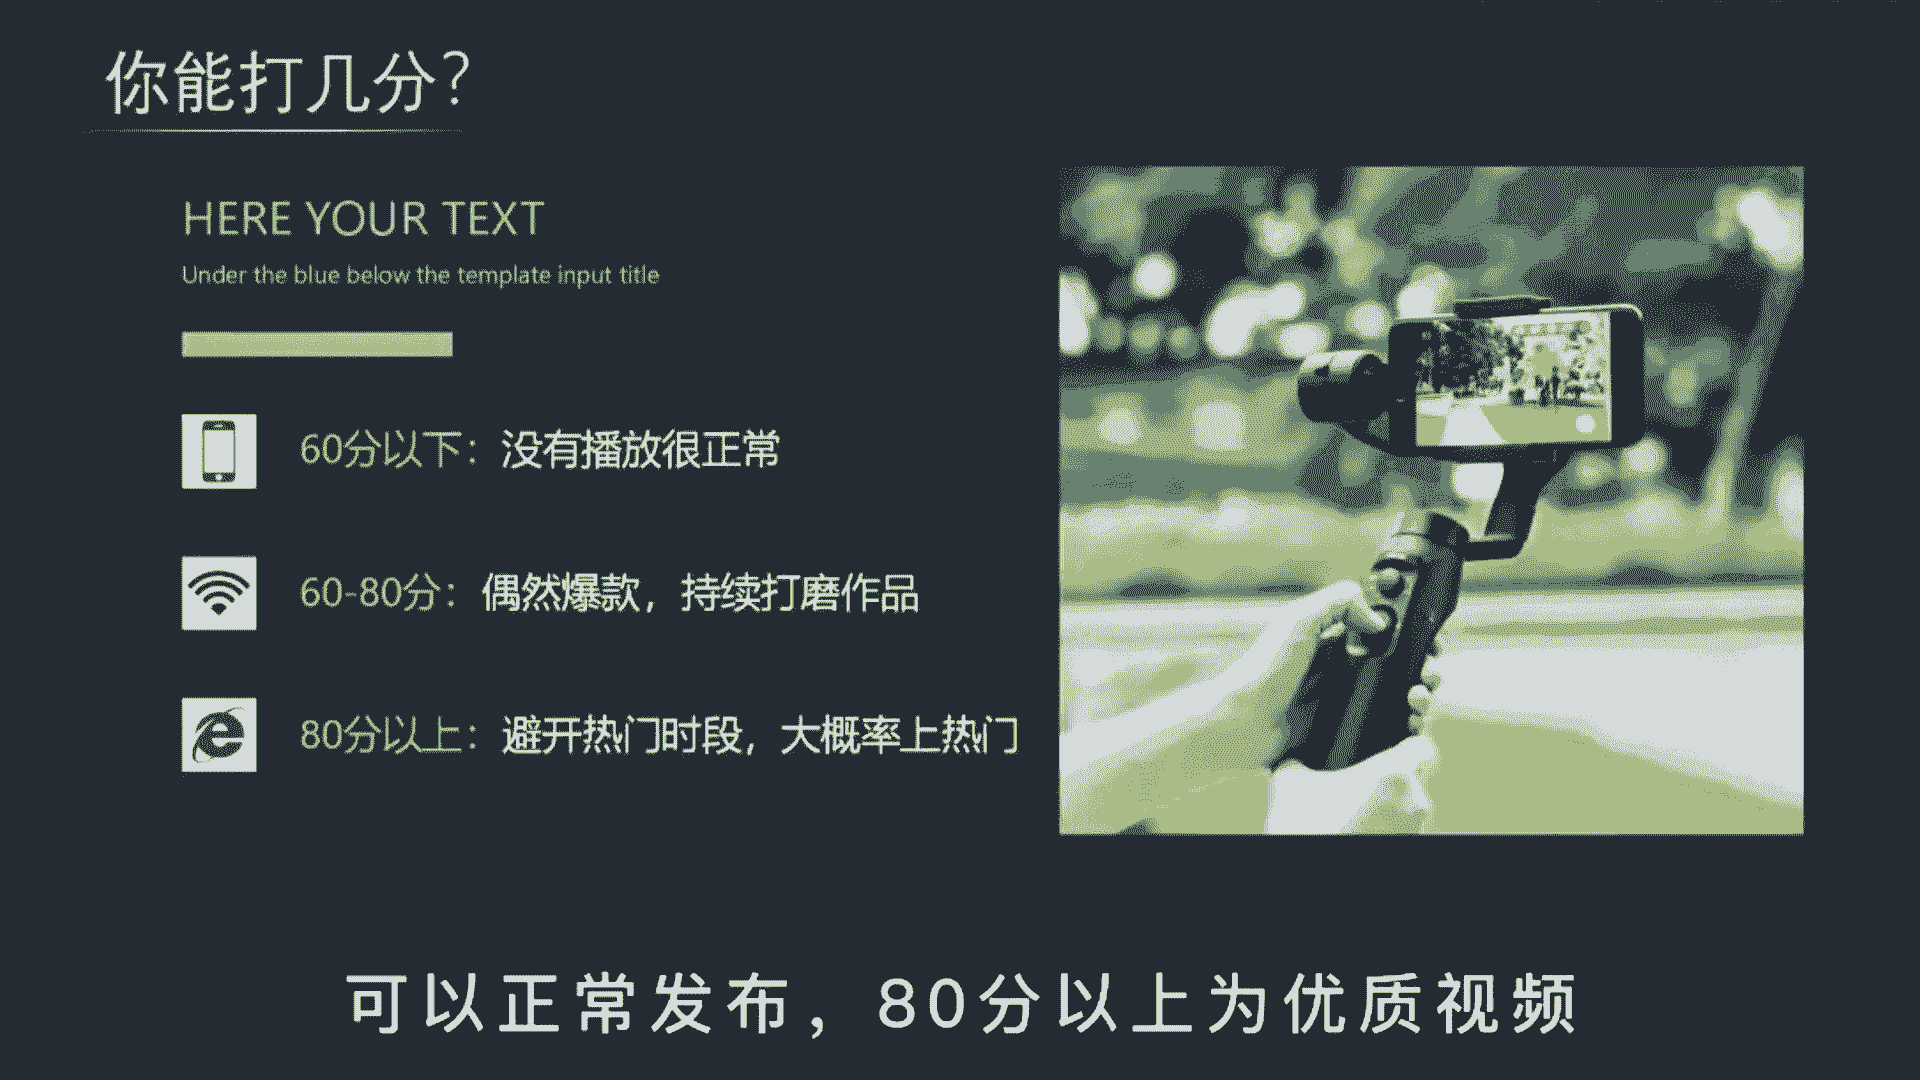 你能打几分?
HERE YOUR TEXT
Under the blue below the template input title
60分以下：没有播放很正常
60-80分：偶然爆款，持续打磨作品
80分以上：避开热门时段，大概率上热门
可以正常发布，80分以上为优质视频